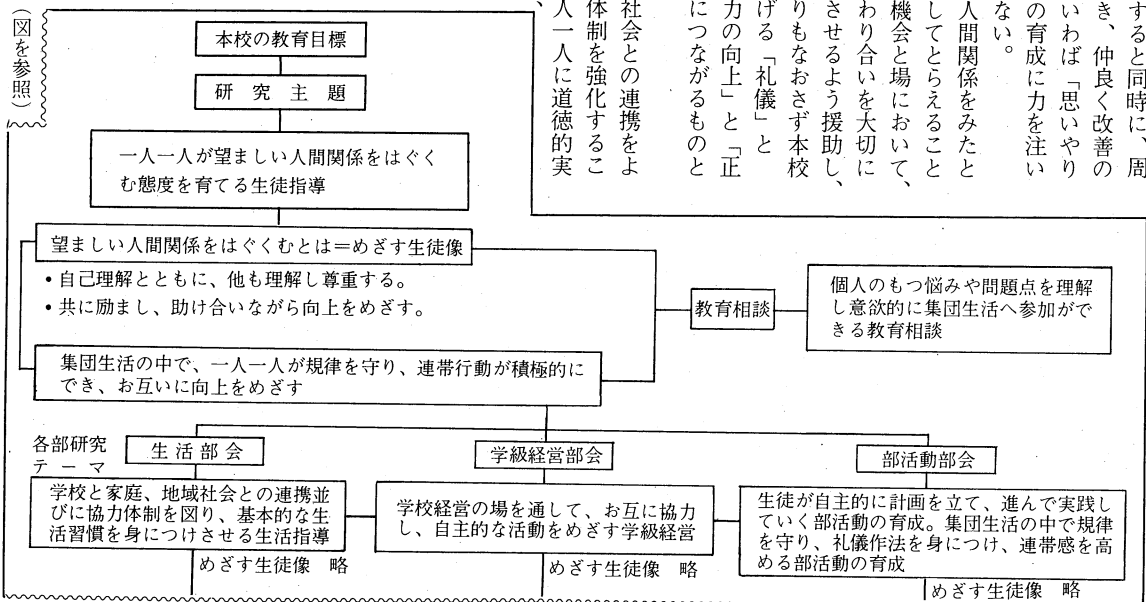 すると同時に、周
き、仲良く改善の
いわば「思いやり
の育成に力を注い
ない。
人間関係をみたと
してとらえること
機会と場において、
わり合いを大切に
させるよう援助し、
りもなおさず本校
げる「礼儀」と
力の向上」と「正
につながるものと
社会との連携をよ
体制を強化するこ
人一人に道徳的実
、
(図を参照)
本校の教育目標
研究主題
一人一人が望ましい人間関係をはぐく
む態度を育てる生徒指導
望ましい人間関係をはぐくむとは=めざす生徒像
・自己理解とともに、他も理解し尊重する。
・共に励まし、助け合いながら向上をめざす。
教育相談
個人のもつ悩みや問題点を理解
し意欲的に集団生活へ参加がで
きる教育相談
集団生活の中で、一人一人が規律を守り、連帯行動が積極的に
でき、お互いに向上をめざす
各部研究
テーマ
生活部会
学級経営部会
部活動部会
学校と家庭、地域社会との連携並
びに協力体制を図り、基本的な生
活習慣を身につけさせる生活指導
学校経営の場を通して、お互に協力
し、自主的な活動をめざす学級経営
生徒が自主的に計画を立て、進んで実践し
ていく部活動の育成。集団生活の中で規律
を守り、礼儀作法を身につけ、連帯感を高
める部活動の育成
めざす生徒像 略
めざす生徒像 略
めざす生徒像 略